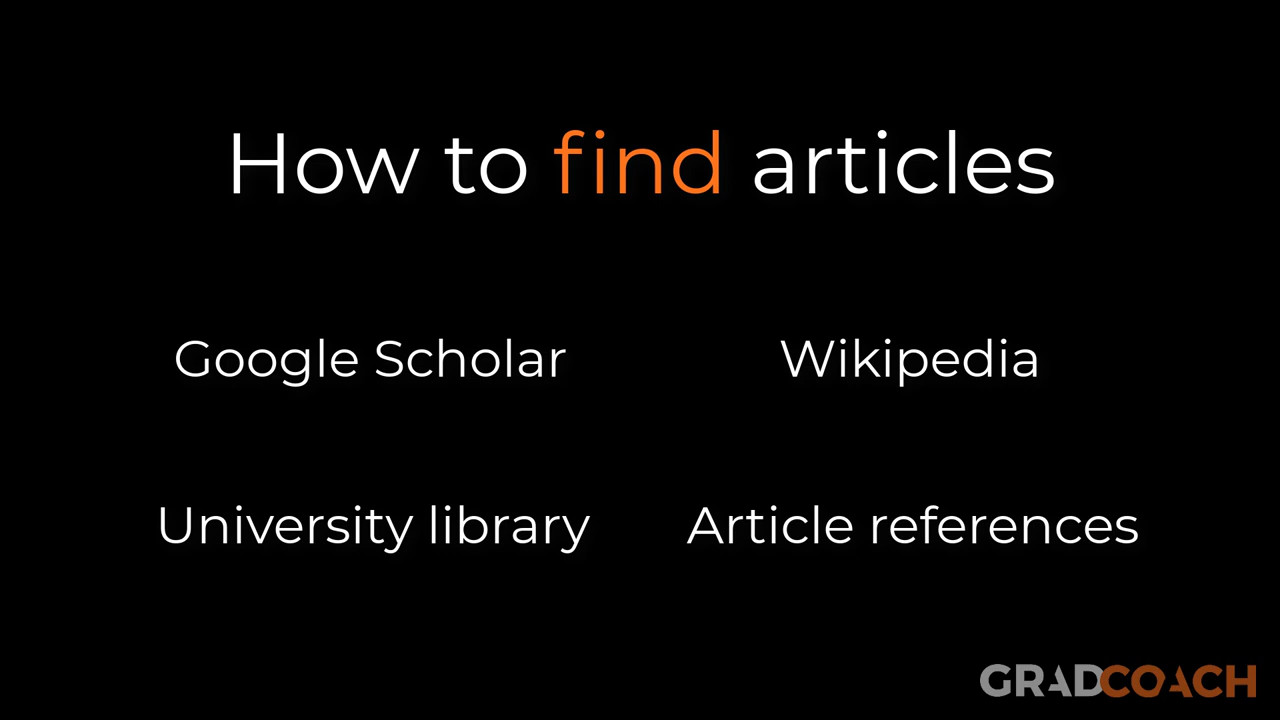 How to find articles
Google Scholar
Wikipedia
University library
Article references
GRADCOACH